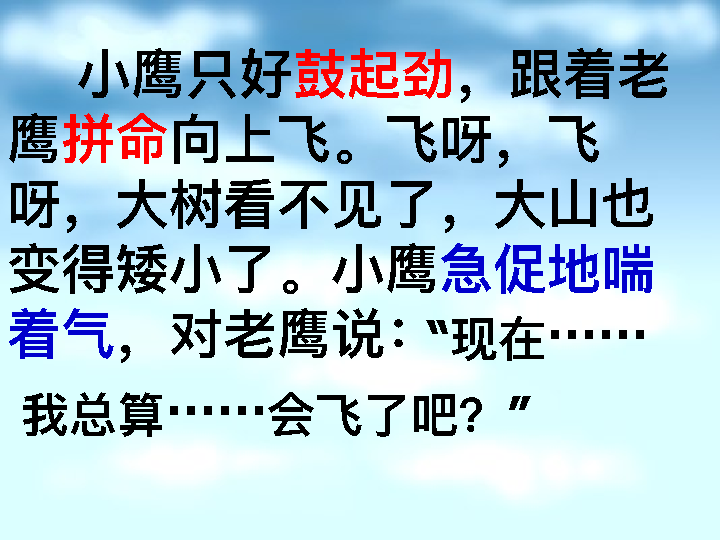 小鹰只好鼓起劲，跟着老
鹰拼命向上飞。飞呀，飞
呀，大树看不见了，大山也
变得矮小了。小鹰急促地喘
着气，对老鹰说：“现在……
我总算……会飞了吧？”